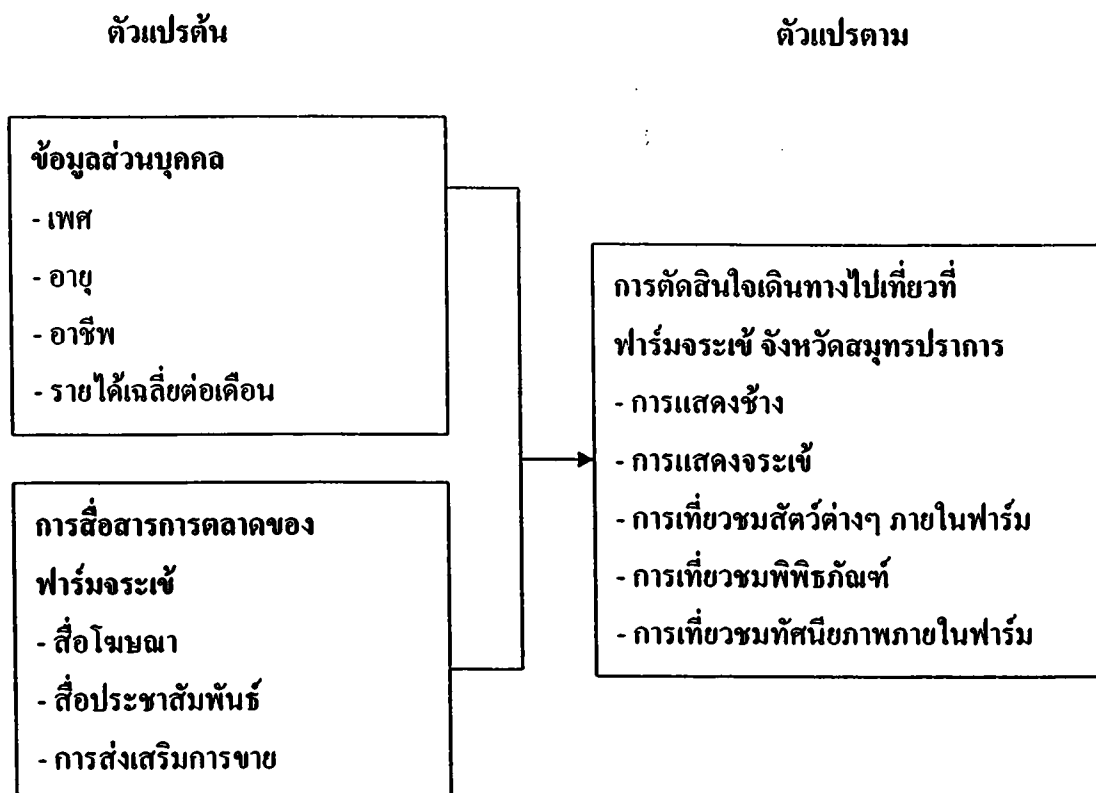 ตัวแปรต้น
ตัวแปรตาม
ข้อมูลส่วนบุคคล
- เพศ
- อายุ
- อาชีพ
- รายได้เฉลี่ยต่อเดือน
การสื่อสารการตลาดของ
ฟาร์มจระเข้
- สื่อโฆษณา
- สื่อประชาสัมพันธ์
- การส่งเสริมการขาย
การตัดสินใจเดินทางไปเที่ยวที่
ฟาร์มจระเข้ จังหวัดสมุทรปราการ
- การแสดงช้าง
- การแสดงจระเข้
- การเที่ยวชมสัตว์ต่างๆ ภายในฟาร์ม
- การเที่ยวชมพิพิธภัณฑ์
- การเที่ยวชมทัศนียภาพภายในฟาร์ม